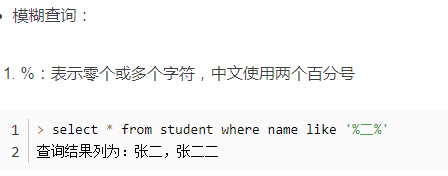 模糊查询：
1. %：表示零个或多个字符，中文使用两个百分号
1 > select * from student where name like '%二%'
2 查询结果列为：张二，张二二